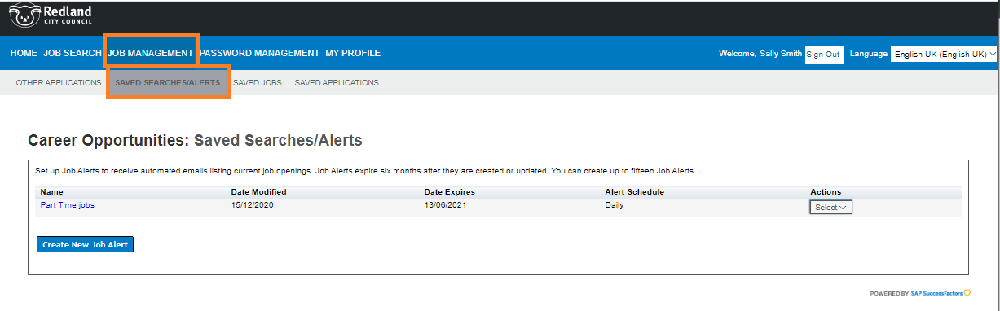 Redland
CITY COUNCIL
HOME JOB SEARCH JOB MANAGEMENT PASSWORD MANAGEMENT MY PROFILE Welcome, Sally Smith Sign Out Language English UK (English UK)
OTHER APPLICATIONS SAVED SEARCHES/ALERTS SAVED JOBS SAVED APPLICATIONS
Career Opportunities: Saved Searches/Alerts
Set up Job Alerts to receive automated emails listing current job openings. Job Alerts expire six months after they are created or updated. You can create up to fifteen Job Alerts.
Name Date Modified Date Expires Alert Schedule Actions
Part Time jobs 15/12/2020 13/06/2021 Daily Select
Create New Job Alert
POWERED BY SAP SuccessFactors